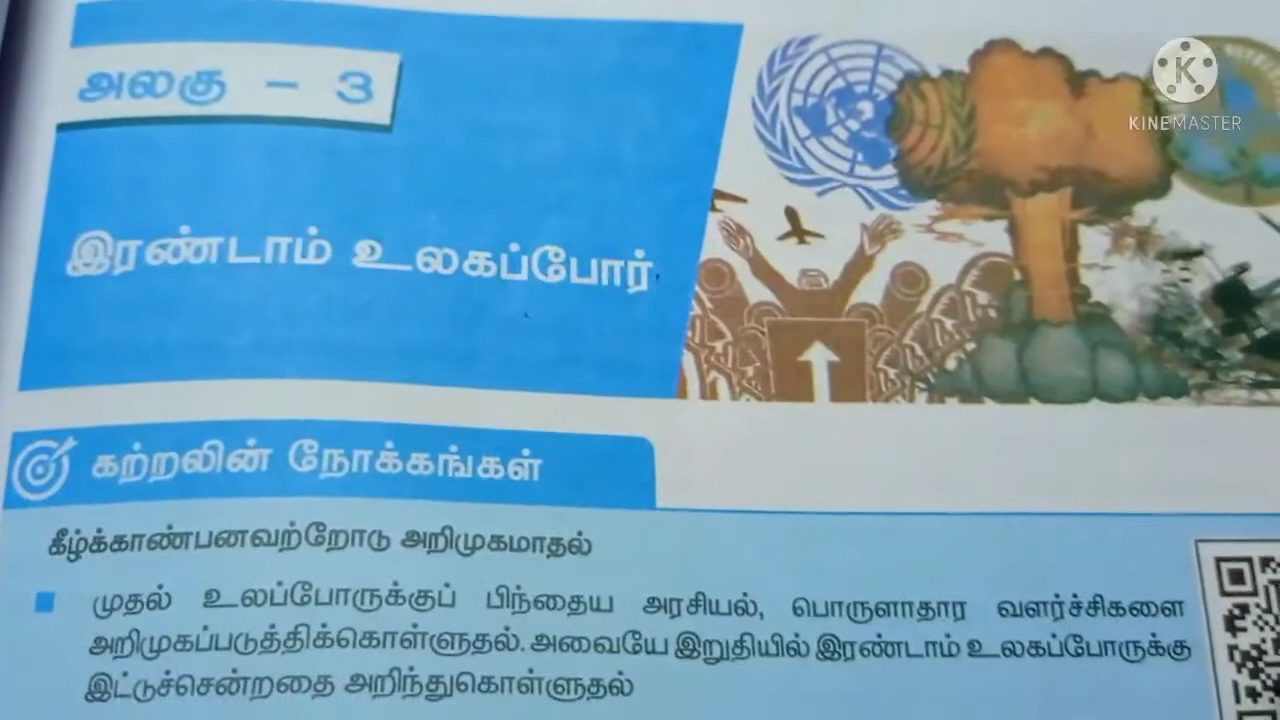 அலகு - 3
KINEMASTER
இரண்டாம் உலகப்போர்
கற்றலின் நோக்கங்கள்
கீழ்க்காண்பனவற்றோடு அறிமுகமாதல்
முதல் உலப்போருக்குப் பிந்தைய அரசியல், பொருளாதார வளர்ச்சிகளை
அறிமுகப்படுத்திக்கொள்ளுதல். அவையே இறுதியில் இரண்டாம் உலகப்போருக்கு
இட்டுச்சென்றதை அறிந்துகொள்ளுதல்